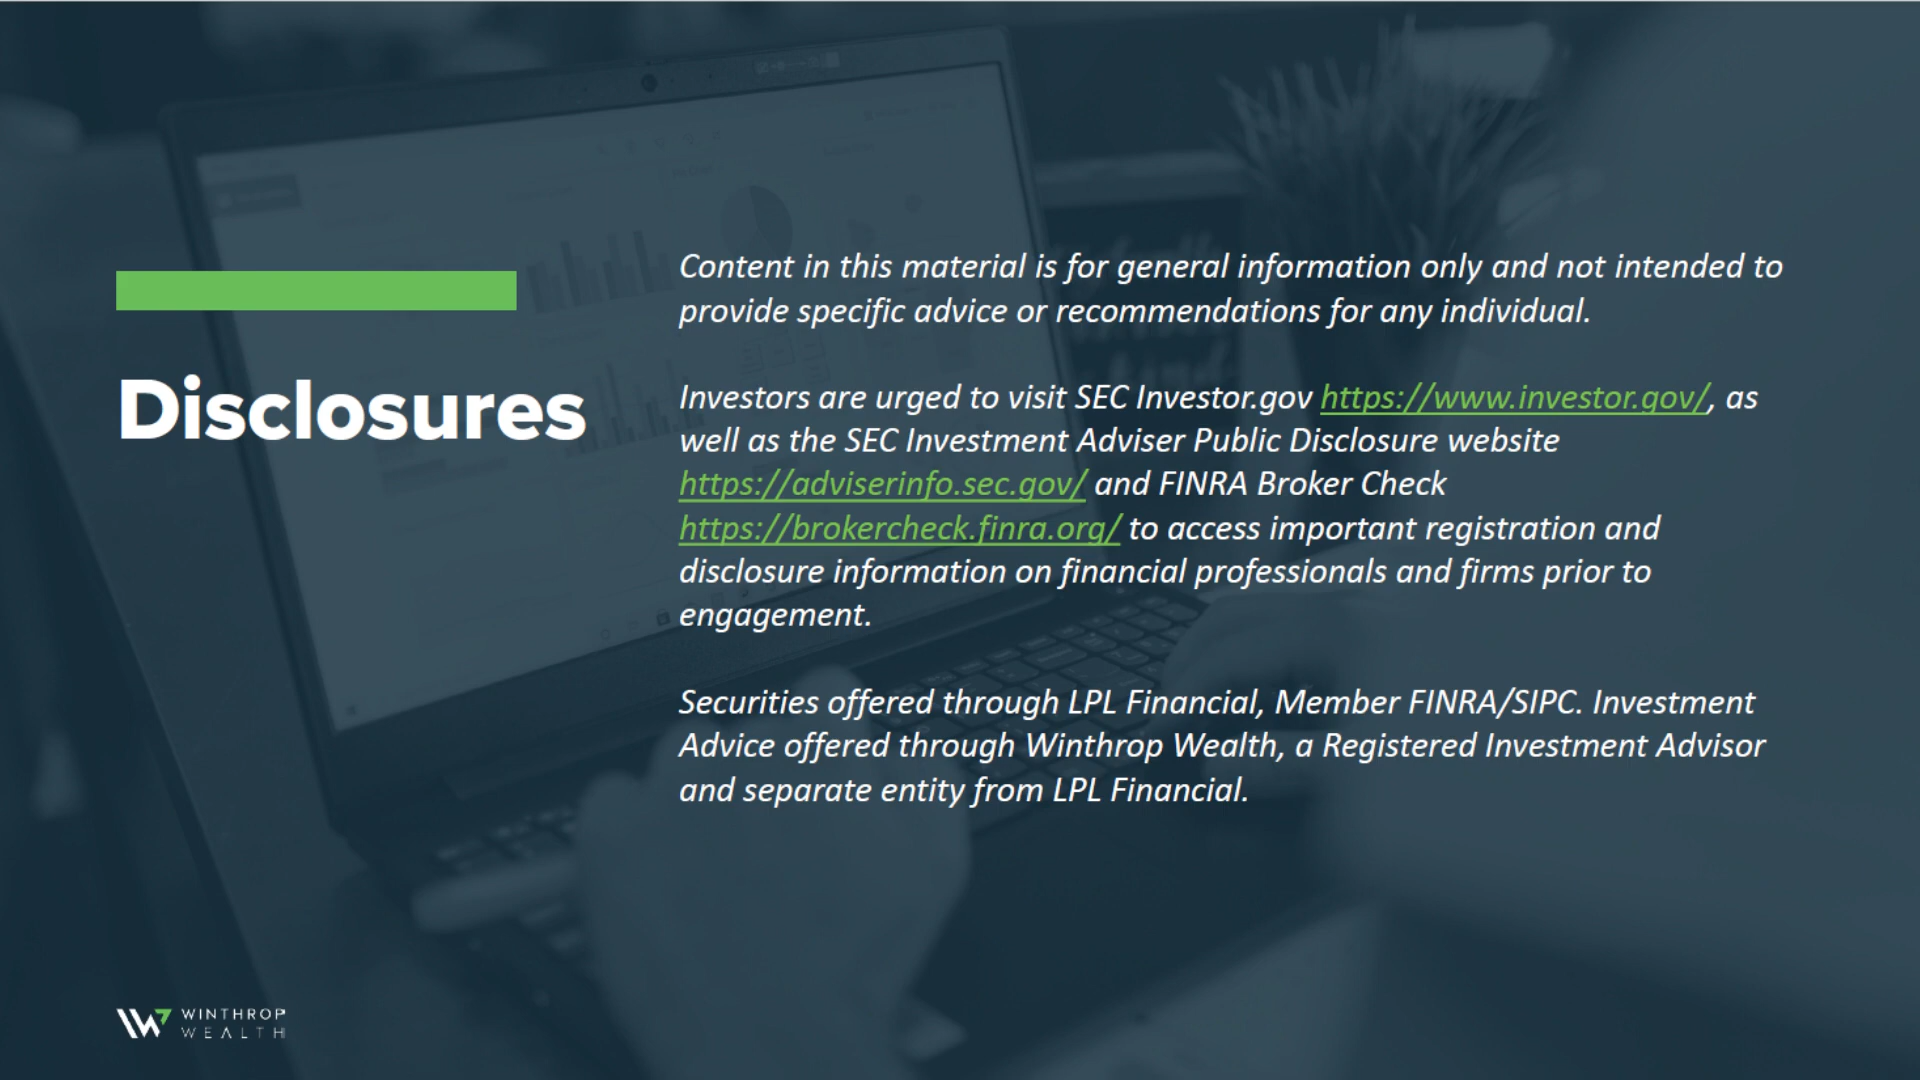 Disclosures
Content in this material is for general information only and not intended to
provide specific advice or recommendations for any individual.
Investors are urged to visit SEC Investor.gov https://www.investor.gov/, as
well as the SEC Investment Adviser Public Disclosure website
https://adviserinfo.sec.gov/ and FINRA Broker Check
https://brokercheck.finra.org/ to access important registration and
disclosure information on financial professionals and firms prior to
engagement.
Securities offered through LPL Financial, Member FINRA/SIPC. Investment
Advice offered through Winthrop Wealth, a Registered Investment Advisor
and separate entity from LPL Financial.
WINTHROP
WEALTH